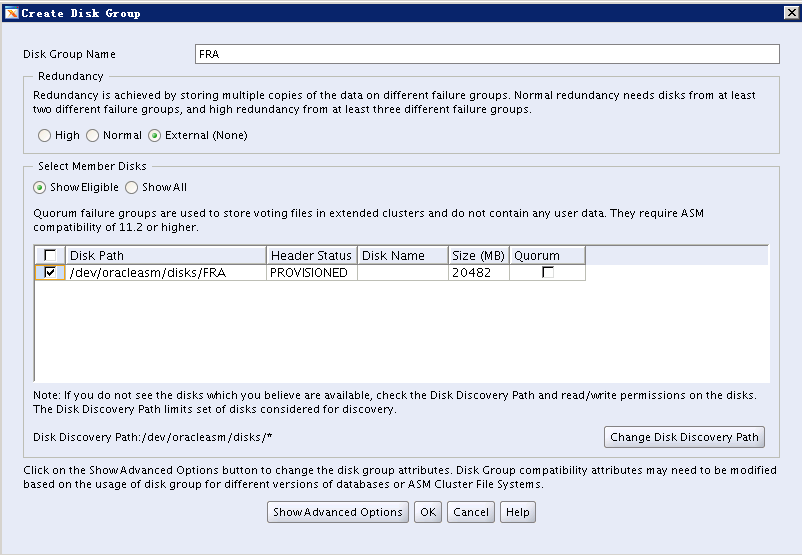 Create Disk Group
Disk Group Name
FRA
Redundancy
Redundancy is achieved by storing multiple copies of the data on different failure groups. Normal redundancy needs disks from at least
two different failure groups, and high redundancy from at least three different failure groups.
High Normal External (None)
Select Member Disks
Show Eligible Show All
Quorum failure groups are used to store voting files in extended clusters and do not contain any user data. They require ASM
compatibility of 11.2 or higher.
Disk Path Header Status Disk Name Size (MB) Quorum
/dev/oracleasm/disks/FRA PROVISIONED 20482
Note: If you do not see the disks which you believe are available, check the Disk Discovery Path and read/write permissions on the disks.
The Disk Discovery Path limits set of disks considered for discovery.
Disk Discovery Path:/dev/oracleasm/disks/*
Change Disk Discovery Path
Click on the Show Advanced Options button to change the disk group attributes. Disk Group compatibility attributes may need to be modified
based on the usage of disk group for different versions of databases or ASM Cluster File Systems.
Show Advanced Options OK Cancel Help